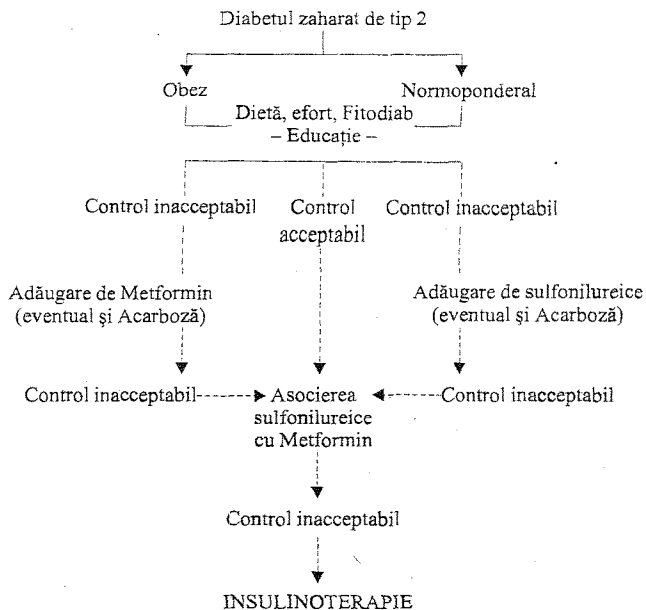 Diabetul zaharat de tip 2
Obez
Normoponderal
Dietă, efort, Fitodiab
– Educație –
Control inacceptabil
Control
acceptabil
Control inacceptabil
Adăugare de Metformin
(eventual şi Acarboză)
Adăugare de sulfonilureice
(eventual şi Acarboză)
Control inacceptabil
Asocierea
sulfonilureice
cu Metformin
Control inacceptabil
Control inacceptabil
INSULINOTERAPIE